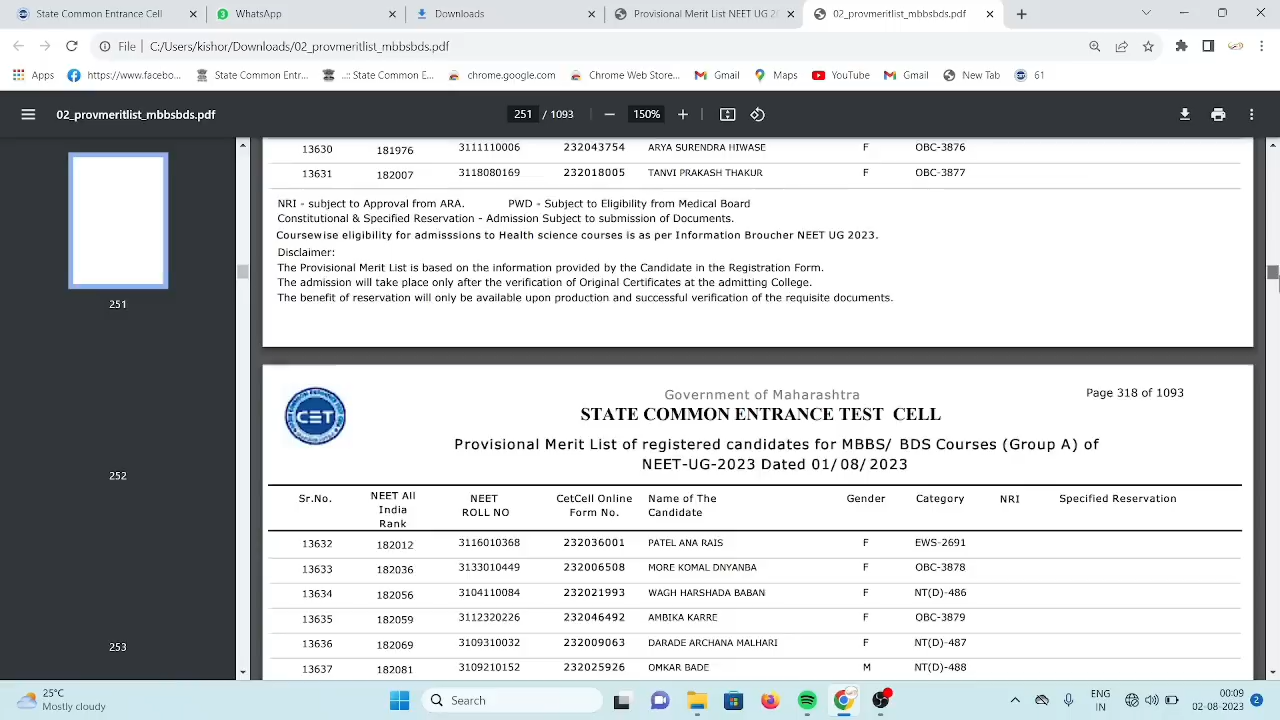 State Common Entrance Cell
WhatsApp
Downloads
Provisional Merit List NEET UG 20
02_provmeritlist_mbbsbds.pdf
File C:/Users/kishor/Downloads/02_provmeritlist_mbbsbds.pdf
Apps https://www.facebo... State Common Entr... ..:: State Common E... chrome.google.com Chrome Web Store... Gmail Maps YouTube Gmail New Tab 61
02_provmeritlist_mbbsbds.pdf 251 / 1093 150%
251
252
253
13630 181976 3111110006 232043754 ARYA SURENDRA HIWASE F OBC-3876
13631 182007 3118080169 232018005 TANVI PRAKASH THAKUR F OBC-3877
NRI - subject to Approval from ARA. PWD - Subject to Eligibility from Medical Board
Constitutional & Specified Reservation - Admission Subject to submission of Documents.
Coursewise eligibility for admisssions to Health science courses is as per Information Broucher NEET UG 2023.
Disclaimer:
The Provisional Merit List is based on the information provided by the Candidate in the Registration Form.
The admission will take place only after the verification of Original Certificates at the admitting College.
The benefit of reservation will only be available upon production and successful verification of the requisite documents.
CET
Government of Maharashtra
Page 318 of 1093
STATE COMMON ENTRANCE TEST CELL
Provisional Merit List of registered candidates for MBBS/ BDS Courses (Group A) of
NEET-UG-2023 Dated 01/08/2023
Sr.No. NEET All India Rank NEET ROLL NO CetCell Online Form No. Name of The Candidate Gender Category NRI Specified Reservation
13632 182012 3116010368 232036001 PATEL ANA RAIS F EWS-2691
13633 182036 3133010449 232006508 MORE KOMAL DNYANBA F OBC-3878
13634 182056 3104110084 232021993 WAGH HARSHADA BABAN F NT(D)-486
13635 182059 3112320226 232046492 AMBIKA KARRE F OBC-3879
13636 182069 3109310032 232009063 DARADE ARCHANA MALHARI F NT(D)-487
13637 182081 3109210152 232025926 OMKAR BADE M NT(D)-488
25°C
Mostly cloudy
Search
ENG
IN
00:09
02-08-2023
2